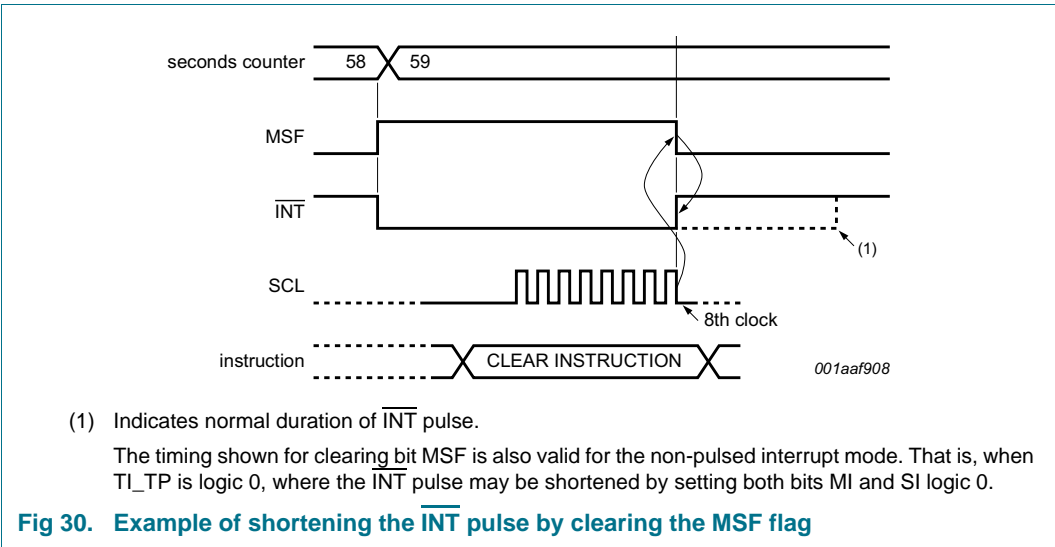 seconds counter 58 59
MSF
INT
(1)
SCL
8th clock
instruction CLEAR INSTRUCTION
001aaf908
(1) Indicates normal duration of INT pulse.
The timing shown for clearing bit MSF is also valid for the non-pulsed interrupt mode. That is, when
TI_TP is logic 0, where the INT pulse may be shortened by setting both bits MI and SI logic 0.
Fig 30. Example of shortening the INT pulse by clearing the MSF flag